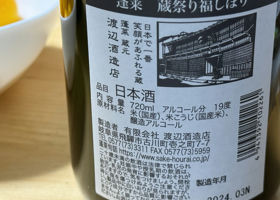 蓬莱 蔵祭り福しぼり
日本で一番
笑顔があふれる蔵
蓬莱 蔵元
渡辺酒造店
品目 日本酒
内容量 720ml アルコール分 19度
原材料名 米(国産)、米こうじ(国産米)、
醸造アルコール
製造者 有限会社 渡辺酒造店
岐阜県飛騨市古川町壱之町7-7
TEL(0577)73-3311 FAX(0577)73-5959
https://www.sake-hourai.co.jp
製造年月
2024.03N